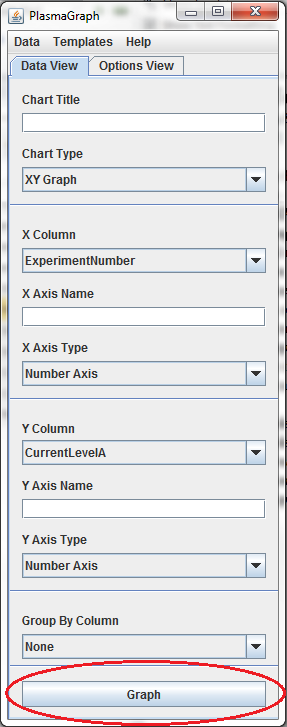 PlasmaGraph
Data Templates Help
Data View Options View
Chart Title
Chart Type
XY Graph
X Column
ExperimentNumber
X Axis Name
X Axis Type
Number Axis
Y Column
CurrentLevelA
Y Axis Name
Y Axis Type
Number Axis
Group By Column
None
Graph